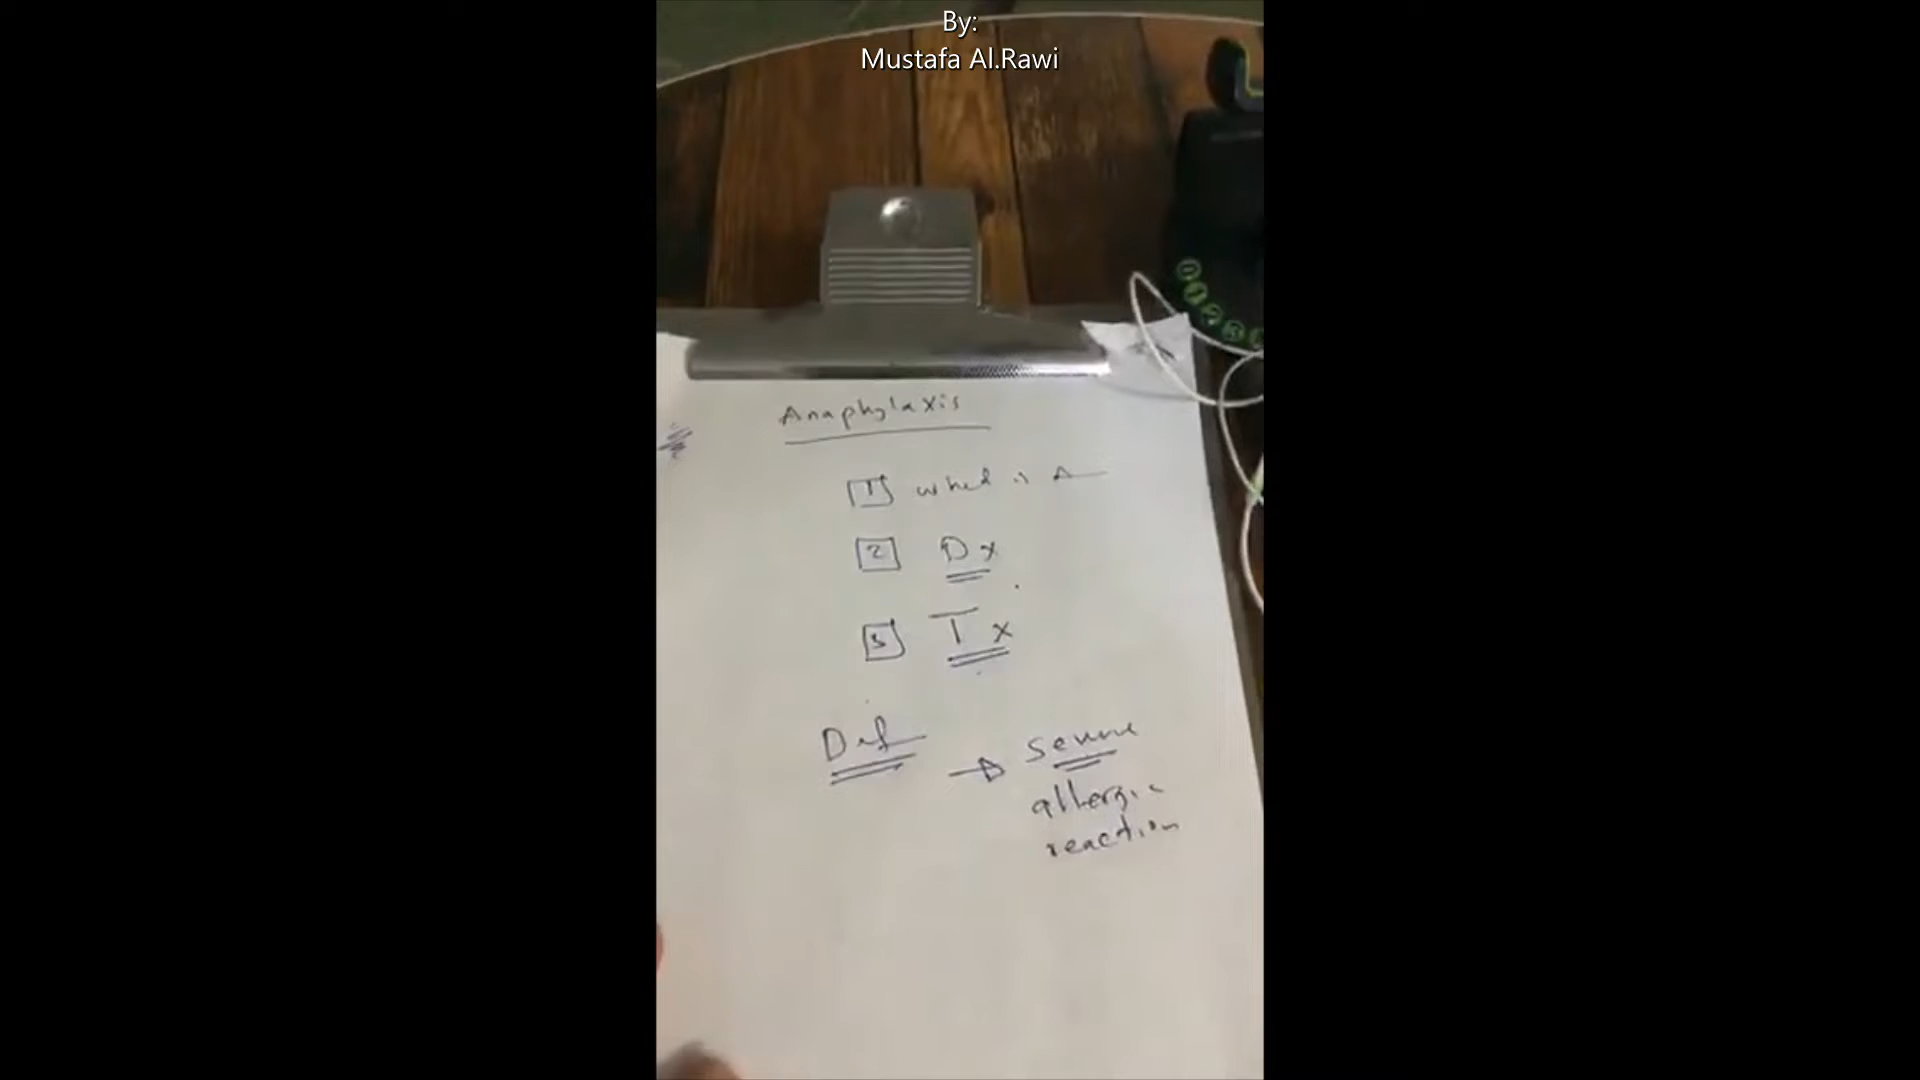 By:
Mustafa Al.Rawi
Anaphylaxis
1 what is A
2 Dx
3 Tx
Def → severe
allergic
reaction